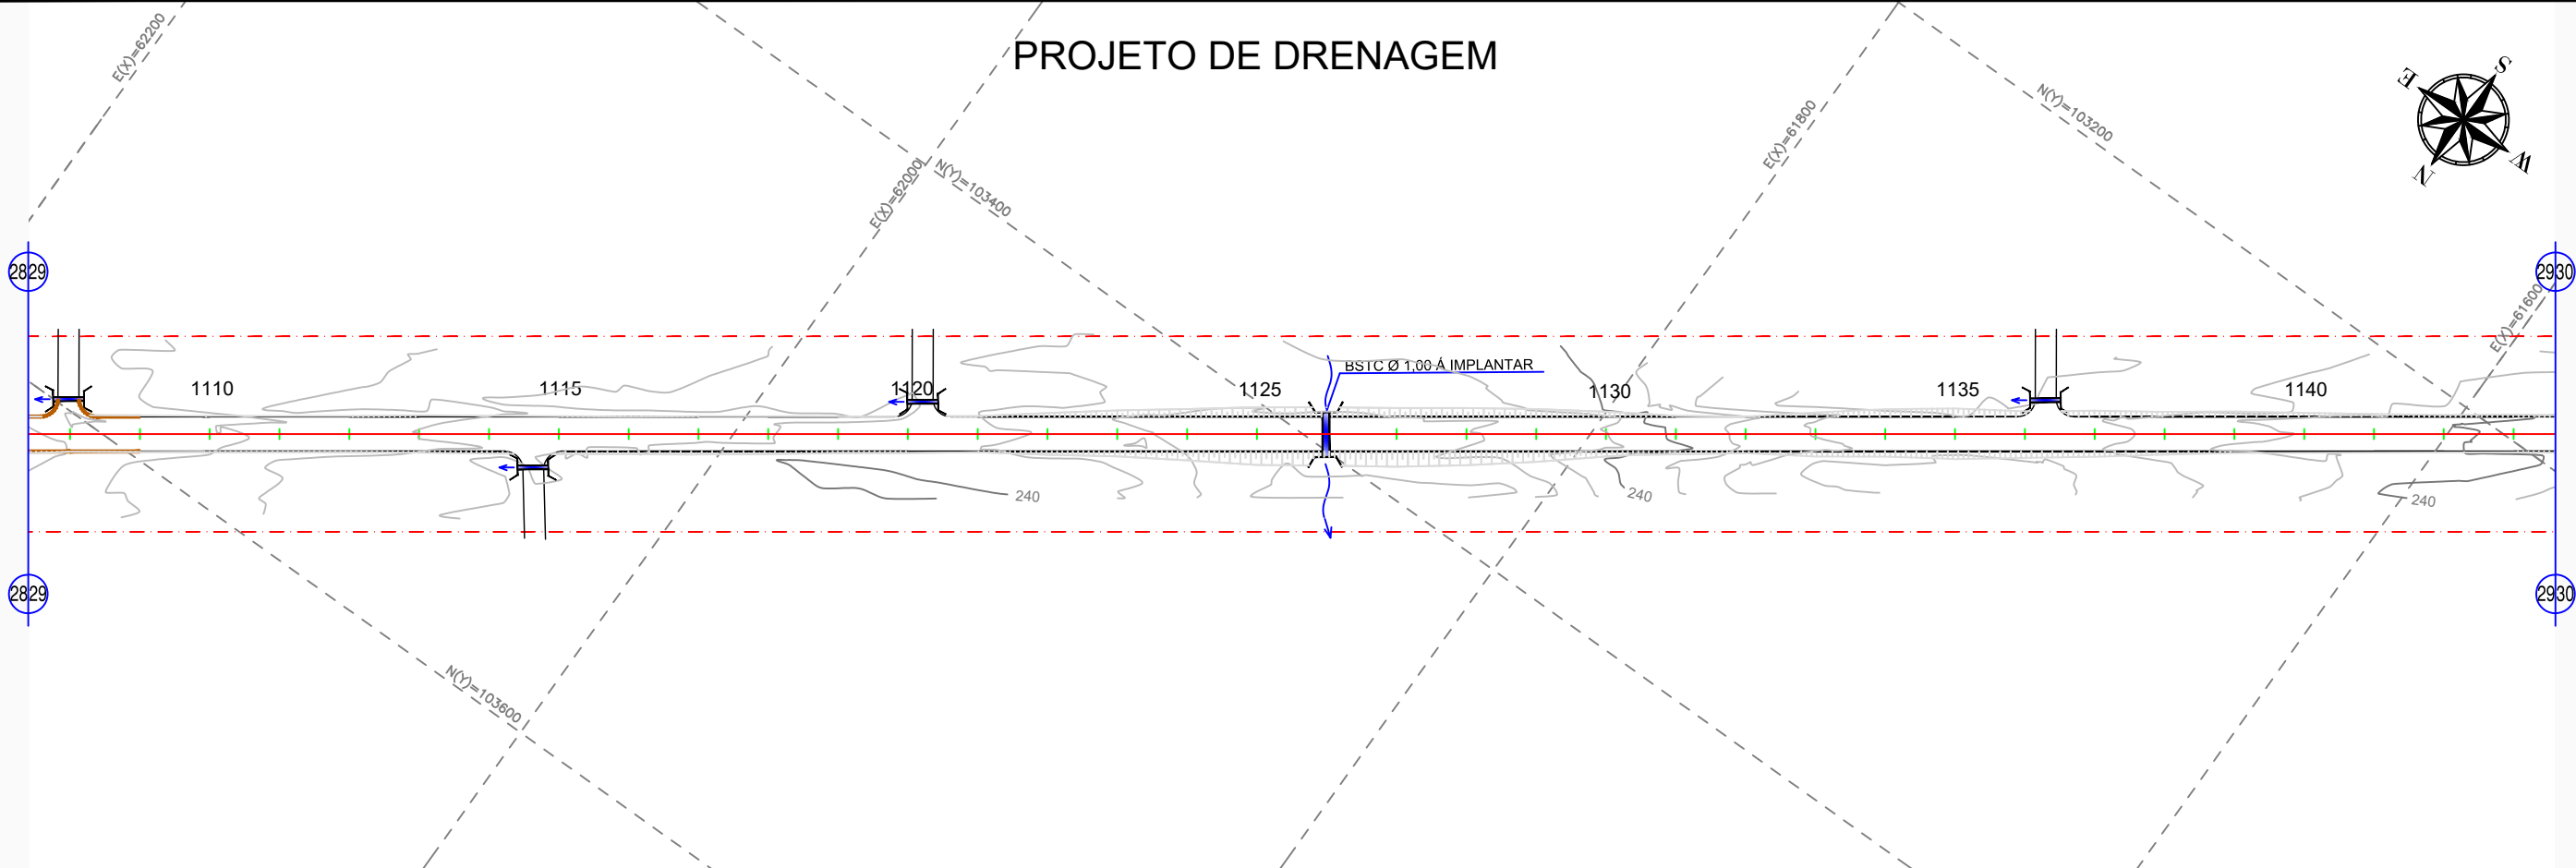 PROJETO DE DRENAGEM
E(X)=62200
E(X)=62000
N(Y)=103400
E(X)=61800
N(Y)=103200
S
E
W
N
2829
2930
E(X)=61600
BSTC Ø 1,00 Á IMPLANTAR
1110
1115
1120
1125
1130
1135
1140
240
240
240
2829
2930
N(Y)=103600